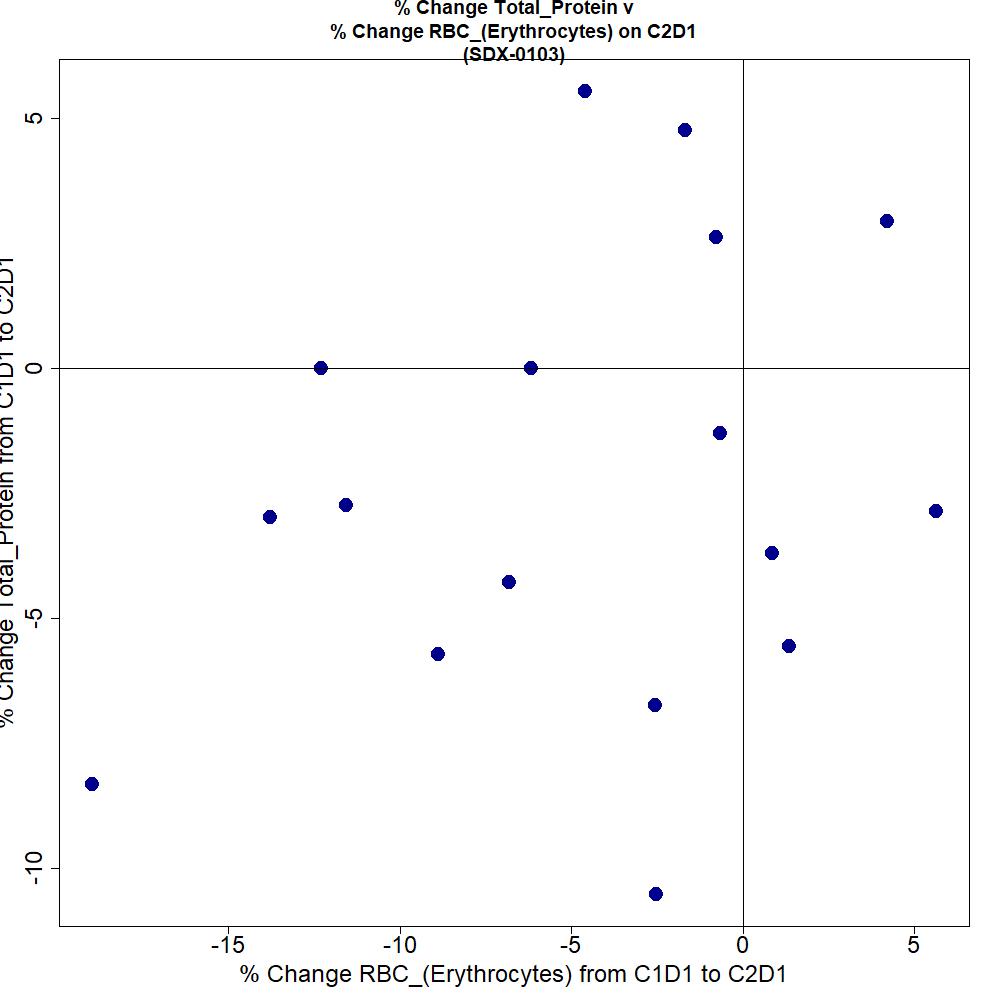 % Change Total_Protein v
% Change RBC_(Erythrocytes) on C2D1
(SDX-0103)
% Change Total_Protein from C1D1 to C2D1
5
0
-5
-10
-15
-10
-5
0
5
% Change RBC_(Erythrocytes) from C1D1 to C2D1